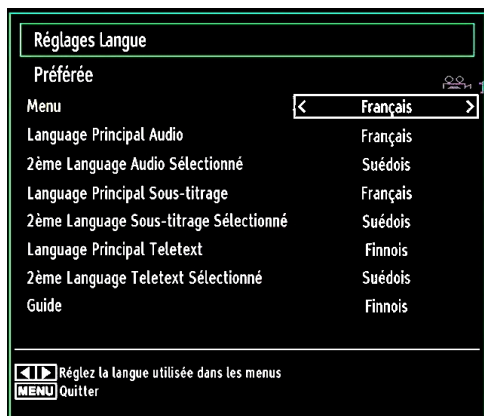 Réglages Langue
Préférée
Menu < Français >
Language Principal Audio Français
2ème Language Audio Sélectionné Suédois
Language Principal Sous-titrage Français
2ème Language Sous-titrage Sélectionné Suédois
Language Principal Teletext Finnois
2ème Language Teletext Sélectionné Suédois
Guide Finnois
Réglez la langue utilisée dans les menus
MENU Quitter